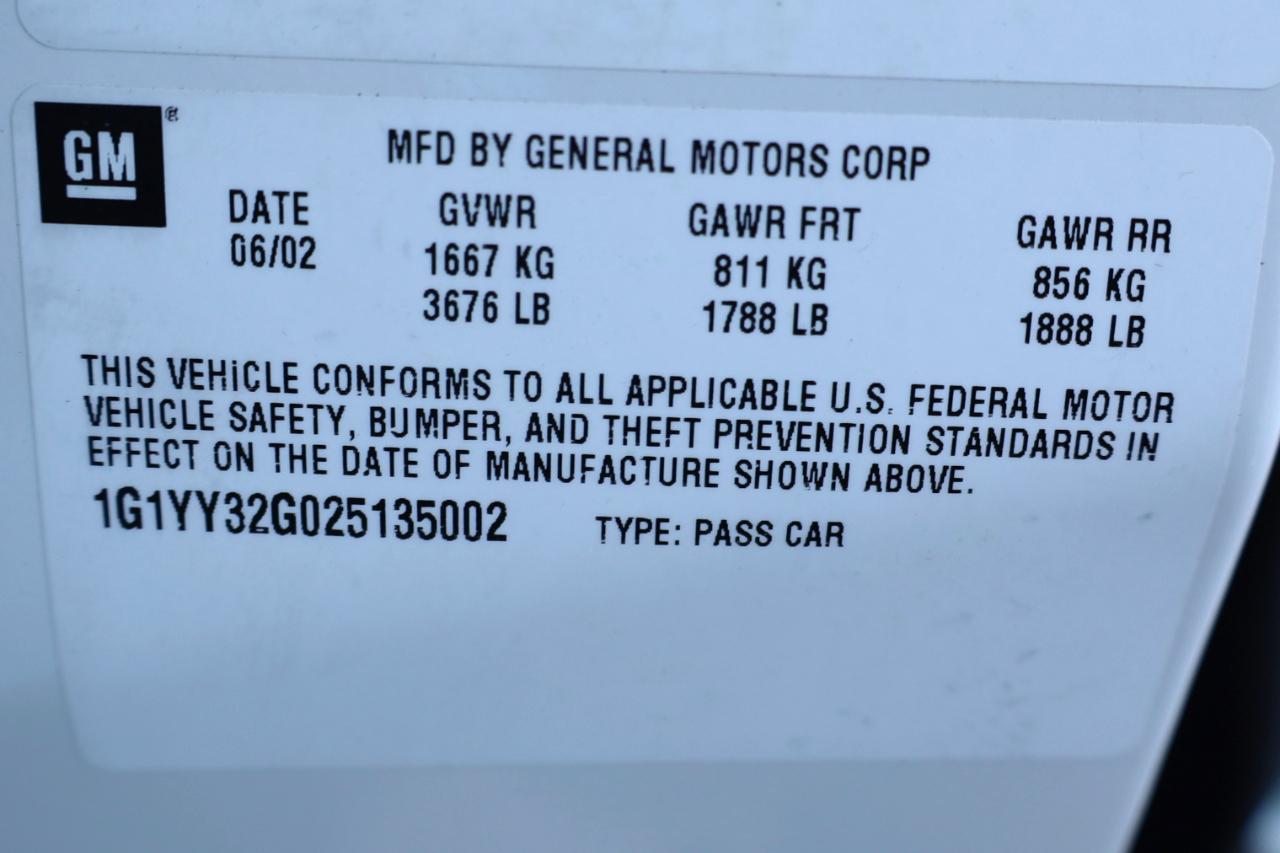 GM ®
MFD BY GENERAL MOTORS CORP
DATE GVWR GAWR FRT GAWR RR
06/02 1667 KG 811 KG 856 KG
3676 LB 1788 LB 1888 LB
THIS VEHICLE CONFORMS TO ALL APPLICABLE U.S. FEDERAL MOTOR
VEHICLE SAFETY, BUMPER, AND THEFT PREVENTION STANDARDS IN
EFFECT ON THE DATE OF MANUFACTURE SHOWN ABOVE.
1G1YY32G025135002 TYPE: PASS CAR